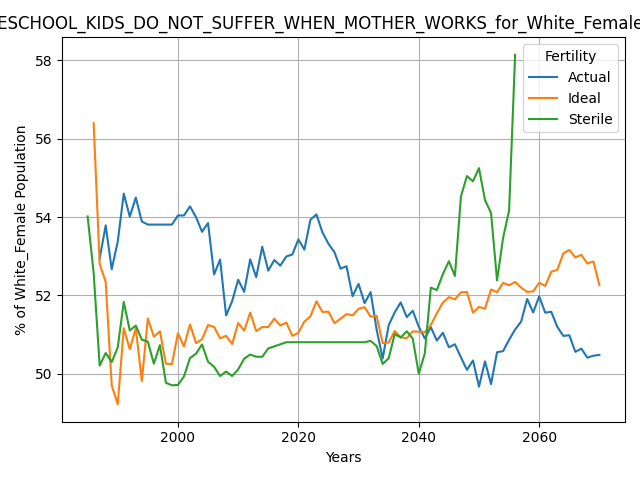 ESCHOOL_KIDS_DO_NOT_SUFFER_WHEN_MOTHER_WORKS_for_White_Female
Fertility
Actual
Ideal
Sterile
% of White_Female Population
58
56
54
52
50
2000
2020
2040
2060
Years